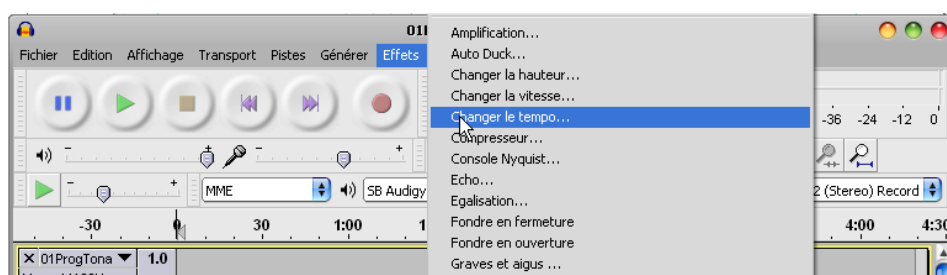 01
Fichier Edition Affichage Transport Pistes Générer Effets
Amplification...
Auto Duck...
Changer la hauteur...
Changer la vitesse...
Changer le tempo...
Compresseur...
Console Nyquist...
Echo...
Egalisation...
Fondre en fermeture
Fondre en ouverture
Graves et aigus ...
-36 -24 -12 0
MME SB Audigy 2 (Stereo) Record
-30 0 30 1:00 1 4:00 4:30
01ProgTona 1.0